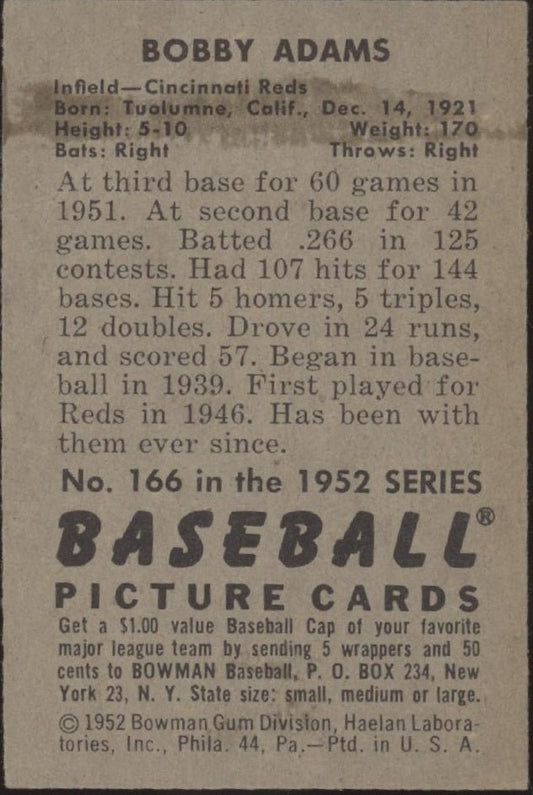 BOBBY ADAMS
Infield—Cincinnati Reds
Born: Tuolumne, Calif., Dec. 14, 1921
Height: 5-10 Weight: 170
Bats: Right Throws: Right
At third base for 60 games in
1951. At second base for 42
games. Batted .266 in 125
contests. Had 107 hits for 144
bases. Hit 5 homers, 5 triples,
12 doubles. Drove in 24 runs,
and scored 57. Began in base-
ball in 1939. First played for
Reds in 1946. Has been with
them ever since.
No. 166 in the 1952 SERIES
BASEBALL®
PICTURE CARDS
Get a $1.00 value Baseball Cap of your favorite
major league team by sending 5 wrappers and 50
cents to BOWMAN Baseball, P. O. BOX 234, New
York 23, N. Y. State size: small, medium or large.
© 1952 Bowman Gum Division, Haelan Labora-
tories, Inc., Phila. 44, Pa.—Ptd. in U. S. A.